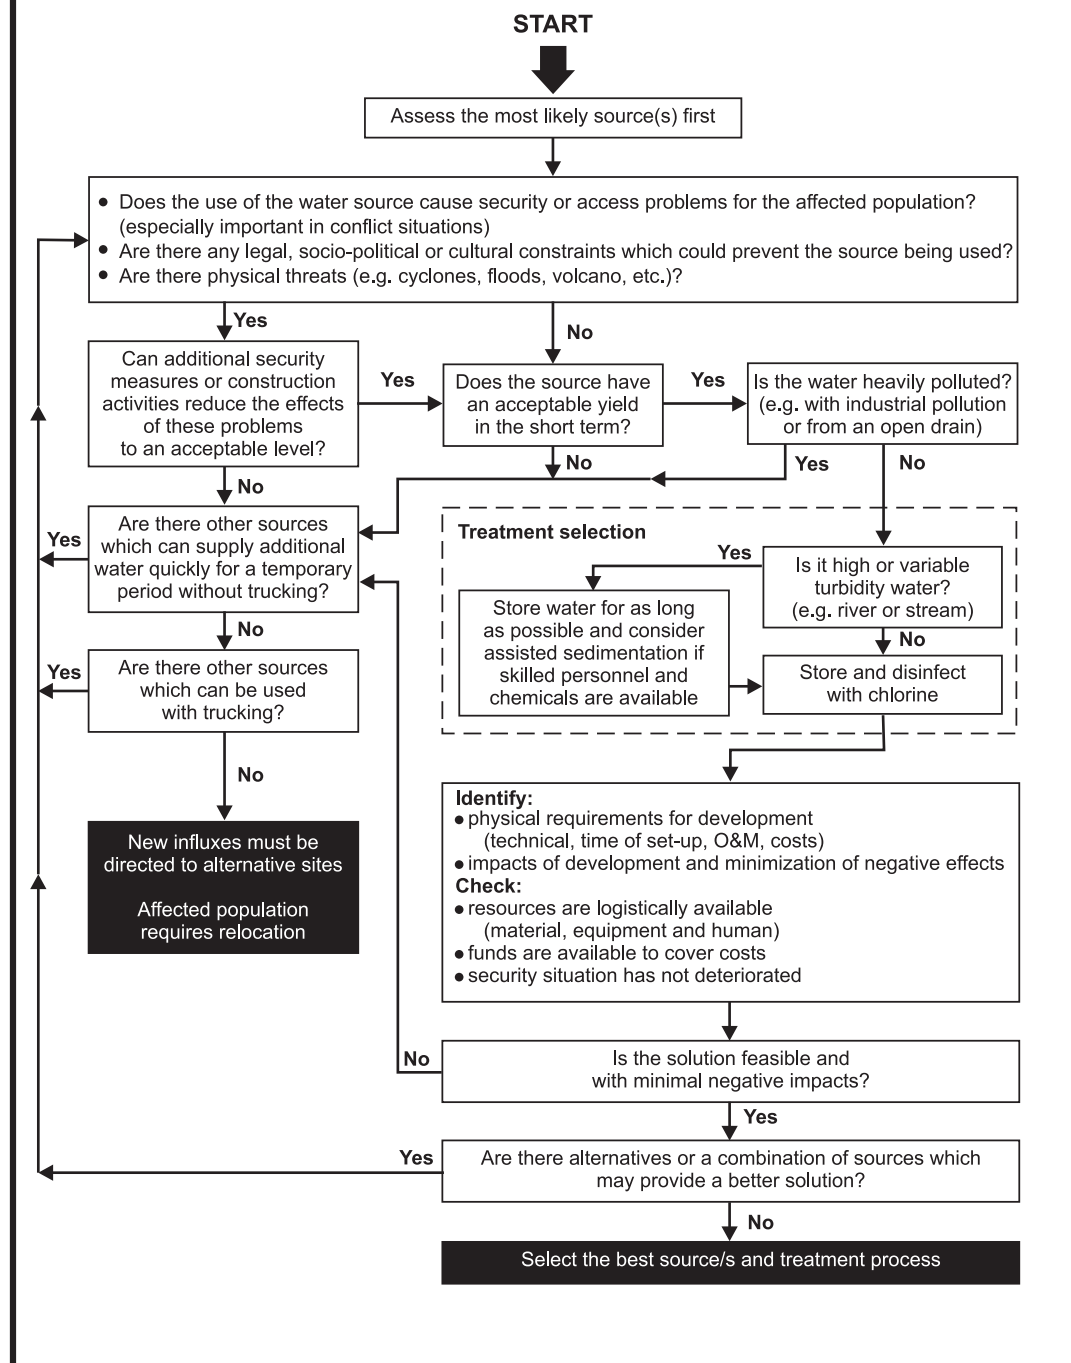 START
Assess the most likely source(s) first
• Does the use of the water source cause security or access problems for the affected population?
(especially important in conflict situations)
• Are there any legal, socio-political or cultural constraints which could prevent the source being used?
• Are there physical threats (e.g. cyclones, floods, volcano, etc.)?
Yes
No
Can additional security
measures or construction
activities reduce the effects
of these problems
to an acceptable level?
Yes
Does the source have
an acceptable yield
in the short term?
Yes
Is the water heavily polluted?
(e.g. with industrial pollution
or from an open drain)
No
No
Yes
No
Are there other sources
which can supply additional
water quickly for a temporary
period without trucking?
Yes
No
Treatment selection
Yes
Is it high or variable
turbidity water?
(e.g. river or stream)
No
Store water for as long
as possible and consider
assisted sedimentation if
skilled personnel and
chemicals are available
Store and disinfect
with chlorine
Yes
Are there other sources
which can be used
with trucking?
No
New influxes must be
directed to alternative sites
Affected population
requires relocation
Identify:
• physical requirements for development
(technical, time of set-up, O&M, costs)
• impacts of development and minimization of negative effects
Check:
• resources are logistically available
(material, equipment and human)
• funds are available to cover costs
• security situation has not deteriorated
No
Is the solution feasible and
with minimal negative impacts?
Yes
Yes
Are there alternatives or a combination of sources which
may provide a better solution?
No
Select the best source/s and treatment process